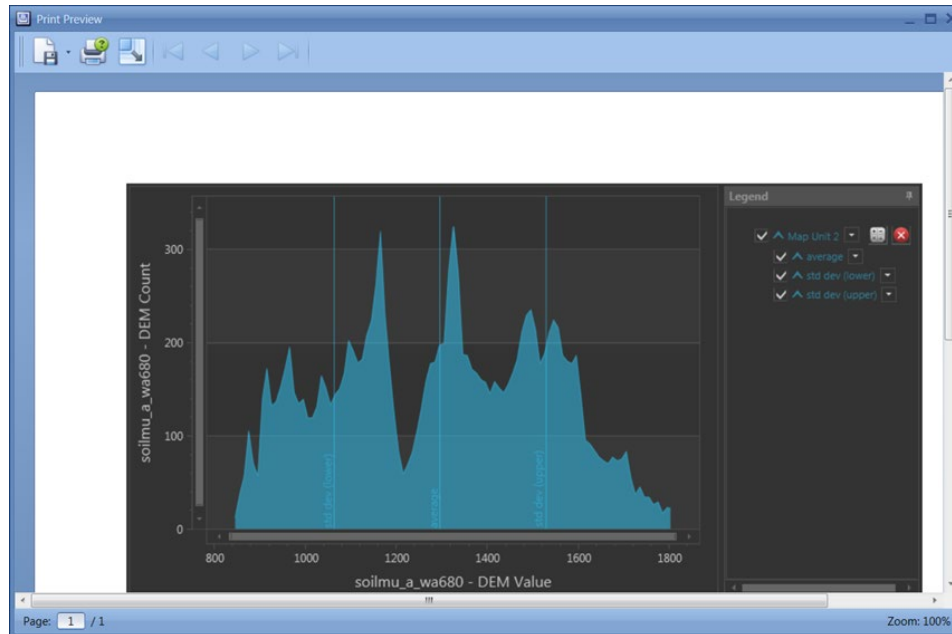 Print Preview
Legend
Map Unit 2
average
std dev (lower)
std dev (upper)
soilmu_a_wa680 - DEM Count
300
200
100
0
std dev (lower)
average
std dev (upper)
800 1000 1200 1400 1600 1800
soilmu_a_wa680 - DEM Value
Page: 1 / 1
Zoom: 100%